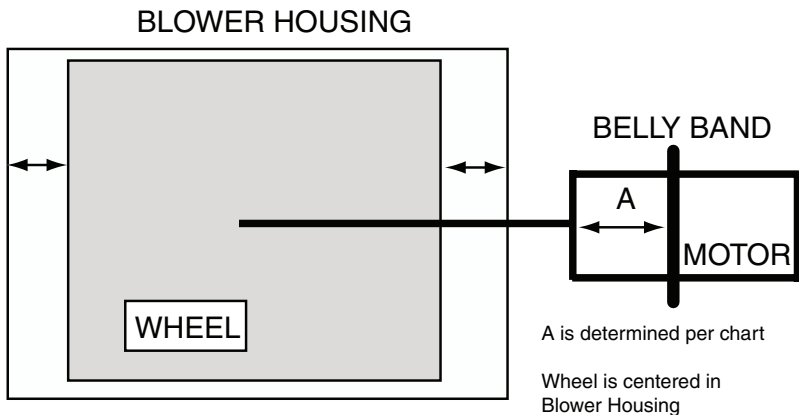 BLOWER HOUSING
BELLY BAND
A
MOTOR
WHEEL
A is determined per chart
Wheel is centered in
Blower Housing